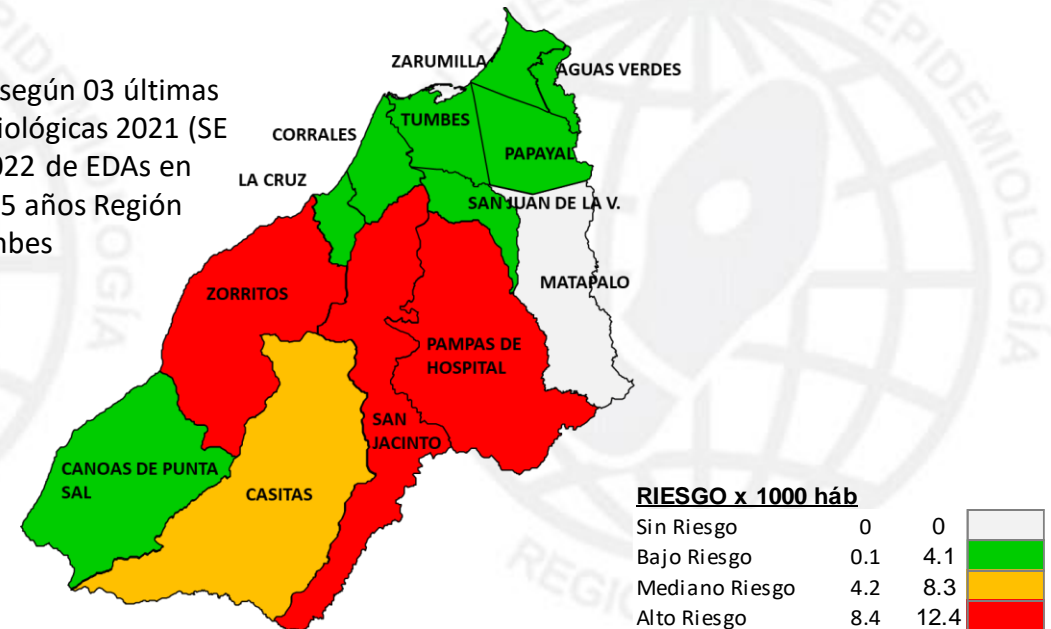 según 03 últimas
iológicas 2021 (SE
022 de EDAs en
5 años Región
nbes
ZARUMILLA
AGUAS VERDES
TUMBES
CORRALES
PAPAYAL
LA CRUZ
SAN JUAN DE LA V.
MATAPALO
ZORRITOS
PAMPAS DE
HOSPITAL
SAN
JACINTO
CANOAS DE PUNTA
SAL
CASITAS
RIESGO x 1000 háb
Sin Riesgo 0 0
Bajo Riesgo 0.1 4.1
Mediano Riesgo 4.2 8.3
Alto Riesgo 8.4 12.4
EPIDEMIOLOGÍA